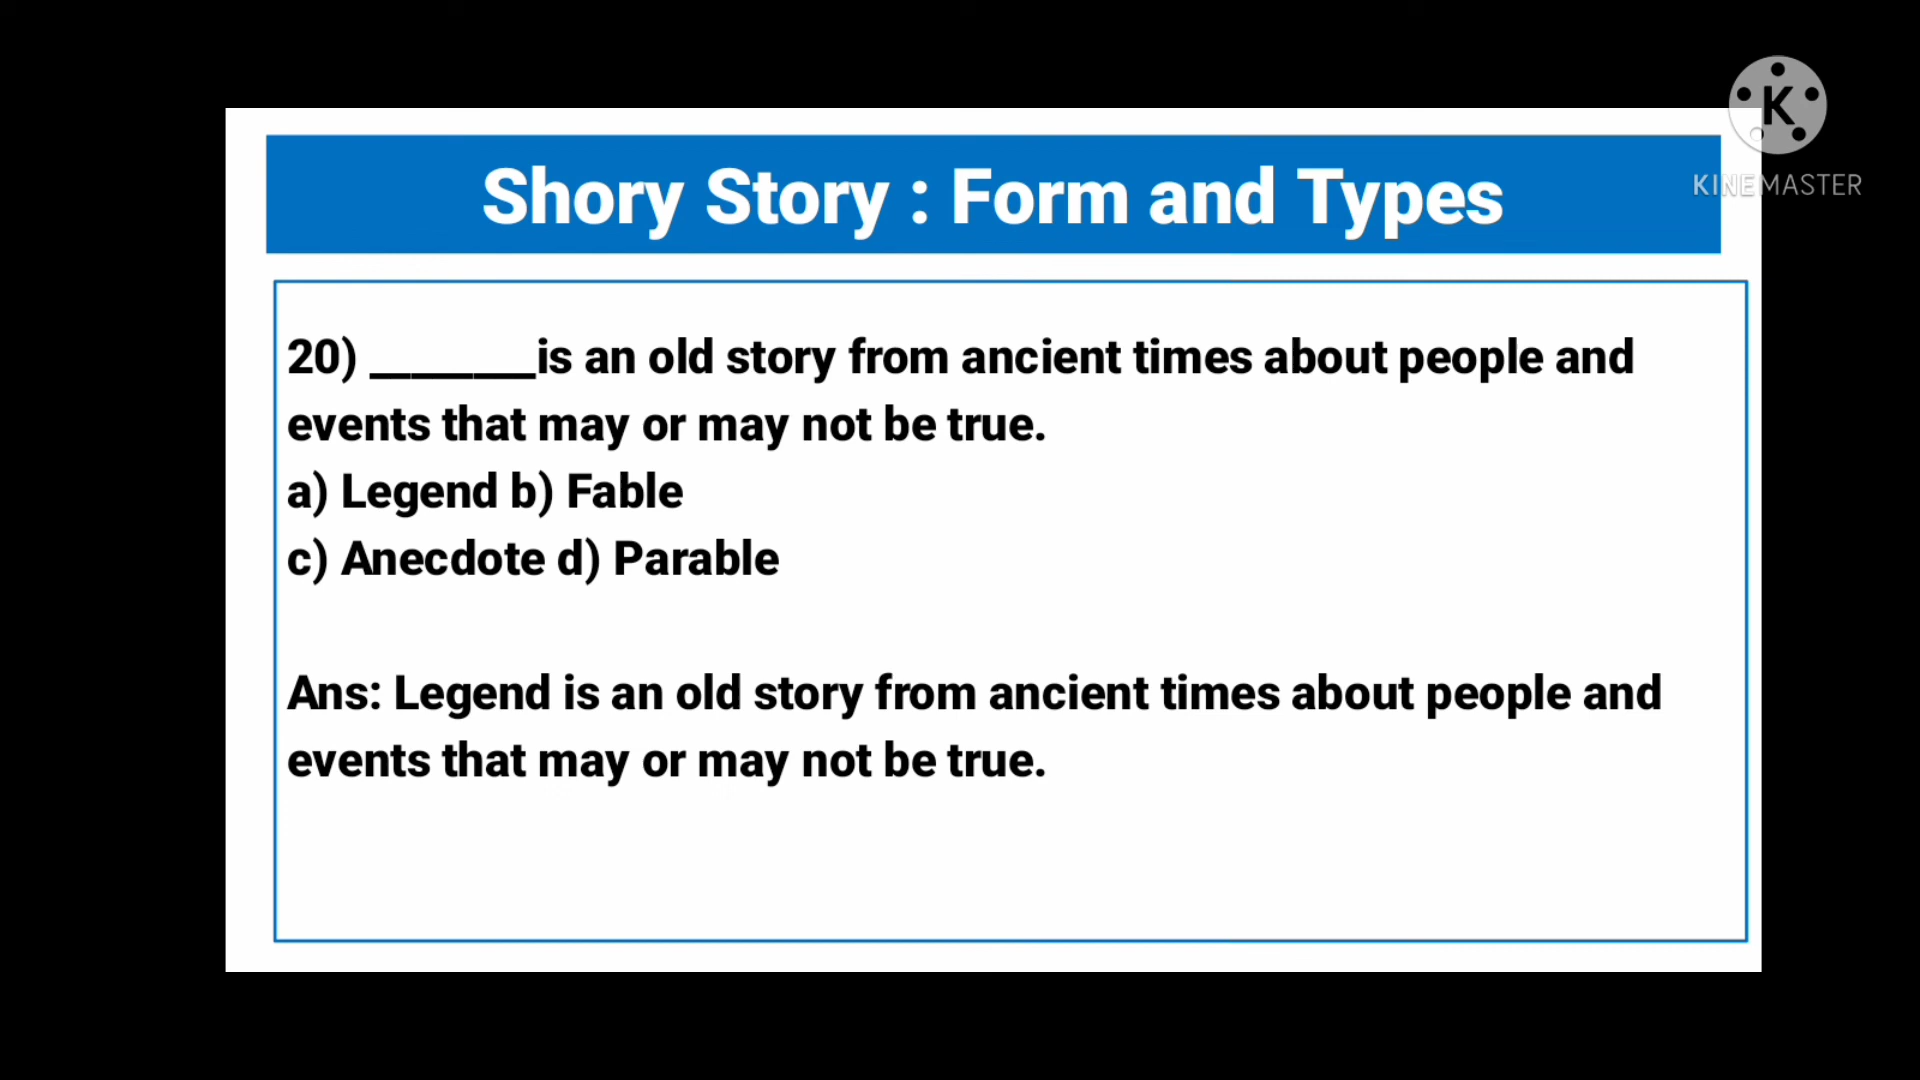 Shory Story : Form and Types
K
KINEMASTER
20) ________is an old story from ancient times about people and
events that may or may not be true.
a) Legend b) Fable
c) Anecdote d) Parable
Ans: Legend is an old story from ancient times about people and
events that may or may not be true.